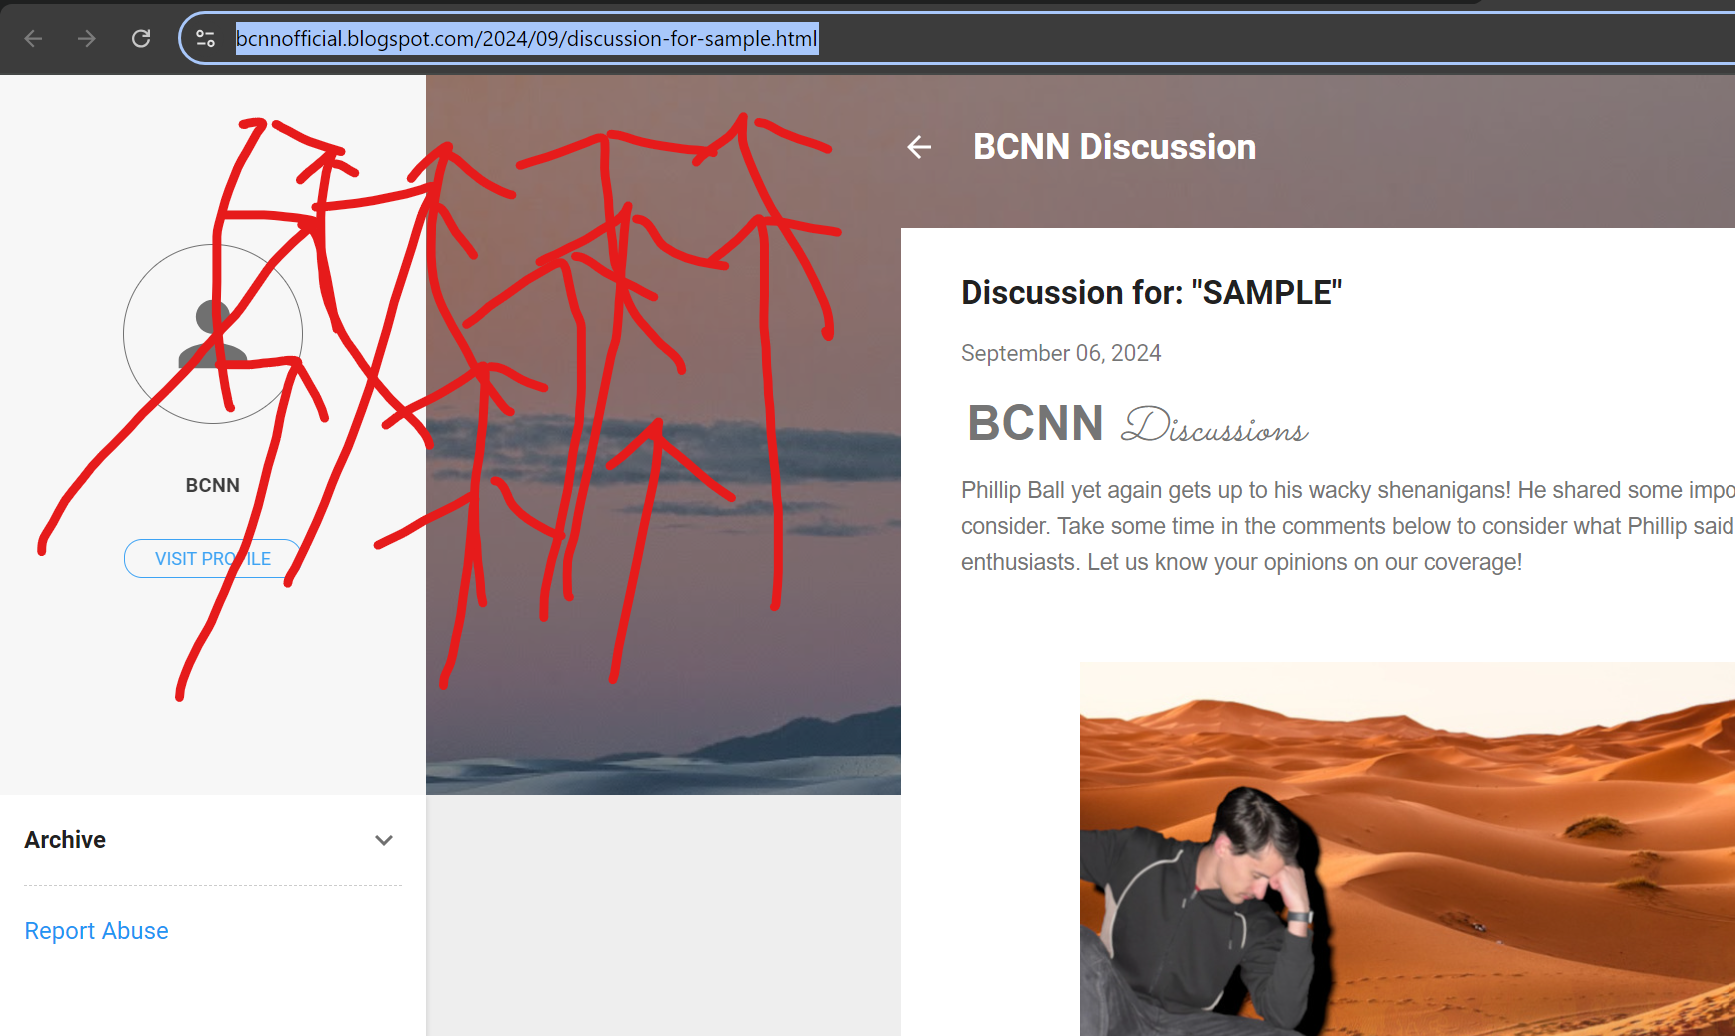 bcnnofficial.blogspot.com/2024/09/discussion-for-sample.html
BCNN Discussion
BCNN
VISIT PROFILE
Archive
Report Abuse
Discussion for: "SAMPLE"
September 06, 2024
BCNN Discussions
Phillip Ball yet again gets up to his wacky shenanigans! He shared some impo
consider. Take some time in the comments below to consider what Phillip said
enthusiasts. Let us know your opinions on our coverage!